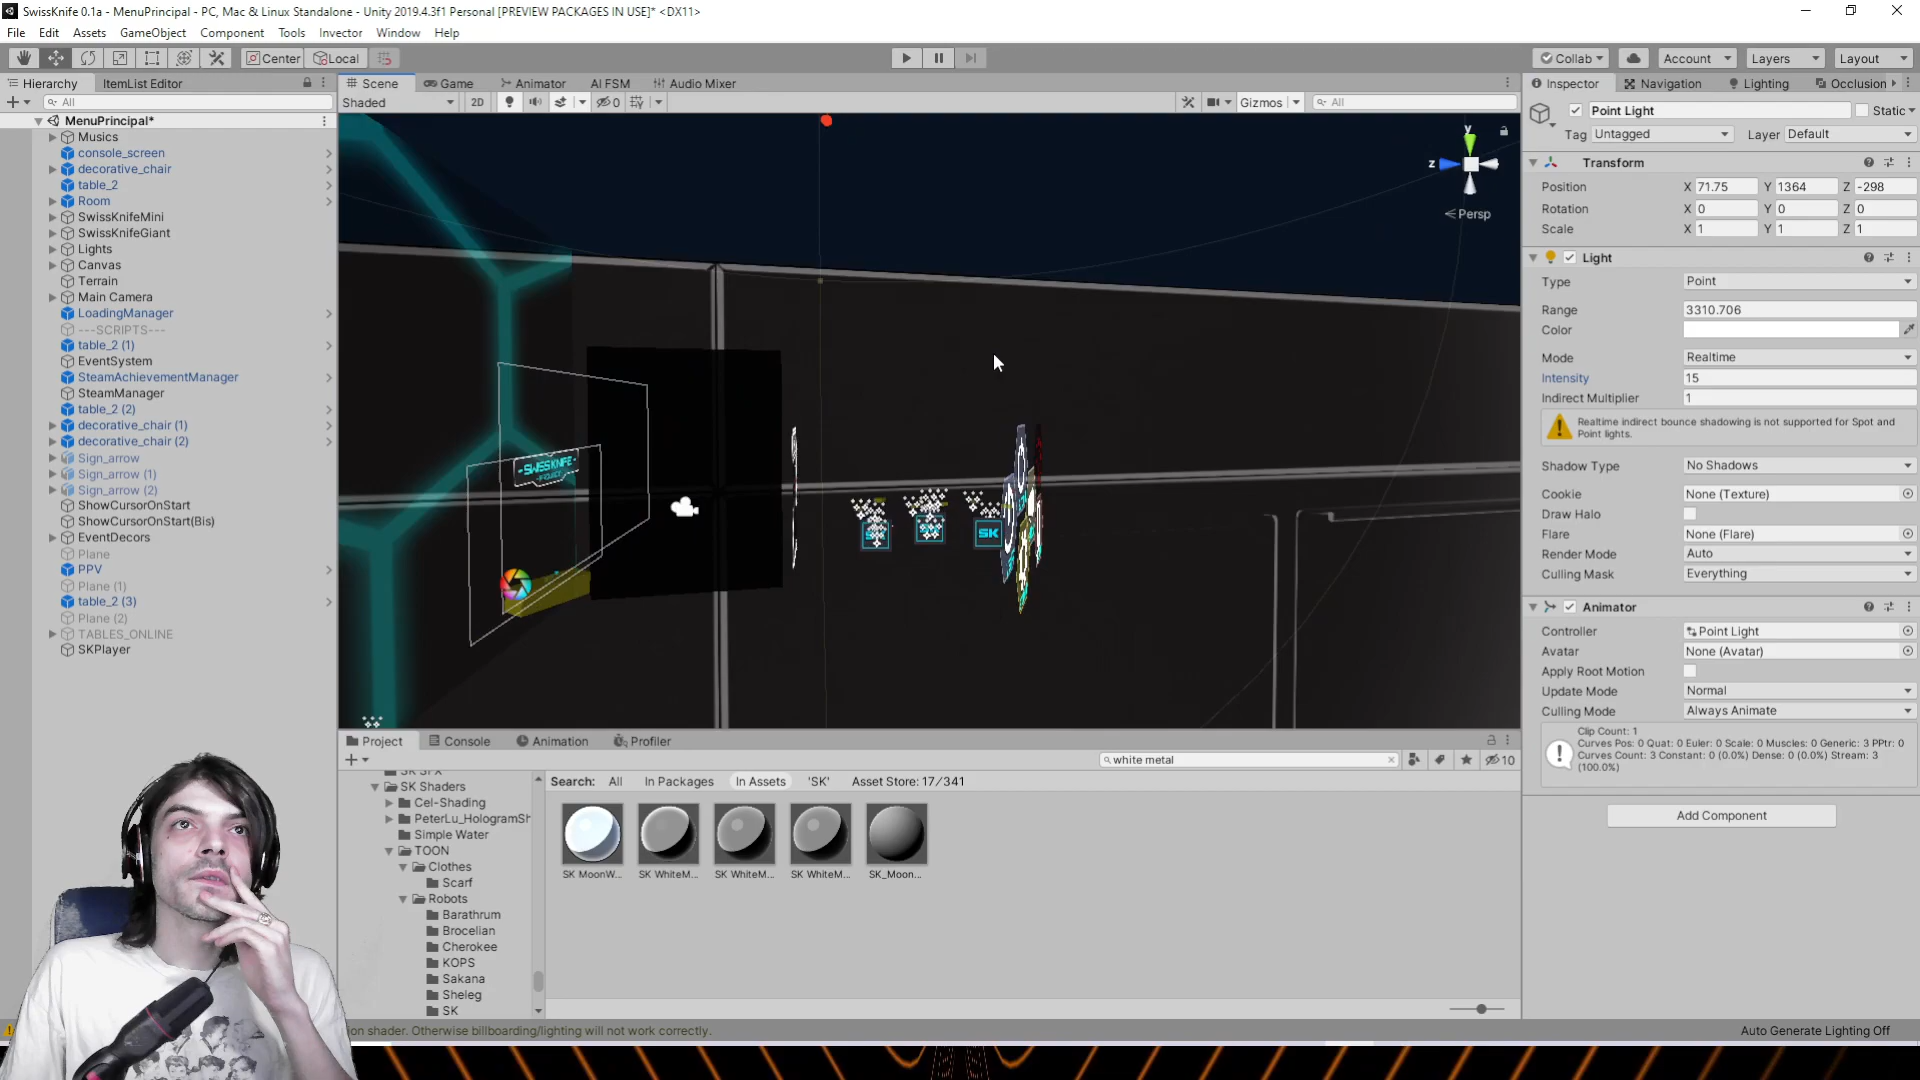 SwissKnife 0.1a - MenuPrincipal - PC, Mac & Linux Standalone - Unity 2019.4.3f1 Personal [PREVIEW PACKAGES IN USE]* <DX11>
File Edit Assets GameObject Component Tools Invector Window Help
Center Local Collab Account Layers Layout
Hierarchy ItemList Editor
All
MenuPrincipal*
Musics
console_screen
decorative_chair
table_2
Room
SwissKnifeMini
SwissKnifeGiant
Lights
Canvas
Terrain
Main Camera
LoadingManager
---SCRIPTS---
table_2 (1)
EventSystem
SteamAchievementManager
SteamManager
table_2 (2)
decorative_chair (1)
decorative_chair (2)
Sign_arrow
Sign_arrow (1)
Sign_arrow (2)
ShowCursorOnStart
ShowCursorOnStart(Bis)
EventDecors
Plane
PPV
Plane (1)
table_2 (3)
Plane (2)
TABLES_ONLINE
SKPlayer
Scene Game Animator AI FSM Audio Mixer
Shaded 2D 0 Gizmos All
y
z
Persp
SWISS KNIFE
SK
Project Console Animation Profiler
white metal
10
SK SFX
SK Shaders
Cel-Shading
PeterLu_HologramSh
Simple Water
TOON
Clothes
Scarf
Robots
Barathrum
Brocelian
Cherokee
KOPS
Sakana
Sheleg
SK
Search: All In Packages In Assets 'SK' Asset Store: 17/341
SK MoonW... SK WhiteM... SK WhiteM... SK WhiteM... SK_Moon...
on shader. Otherwise billboarding/lighting will not work correctly.
Auto Generate Lighting Off
Inspector Navigation Lighting Occlusion
Point Light Static
Tag Untagged Layer Default
Transform
Position X 71.75 Y 1364 Z -298
Rotation X 0 Y 0 Z 0
Scale X 1 Y 1 Z 1
Light
Type Point
Range 3310.706
Color
Mode Realtime
Intensity 15
Indirect Multiplier 1
Realtime indirect bounce shadowing is not supported for Spot and
Point lights.
Shadow Type No Shadows
Cookie None (Texture)
Draw Halo
Flare None (Flare)
Render Mode Auto
Culling Mask Everything
Animator
Controller Point Light
Avatar None (Avatar)
Apply Root Motion
Update Mode Normal
Culling Mode Always Animate
Clip Count: 1
Curves Pos: 0 Quat: 0 Euler: 0 Scale: 0 Muscles: 0 Generic: 3 PPtr: 0
Curves Count: 3 Constant: 0 (0.0%) Dense: 0 (0.0%) Stream: 3
(100.0%)
Add Component